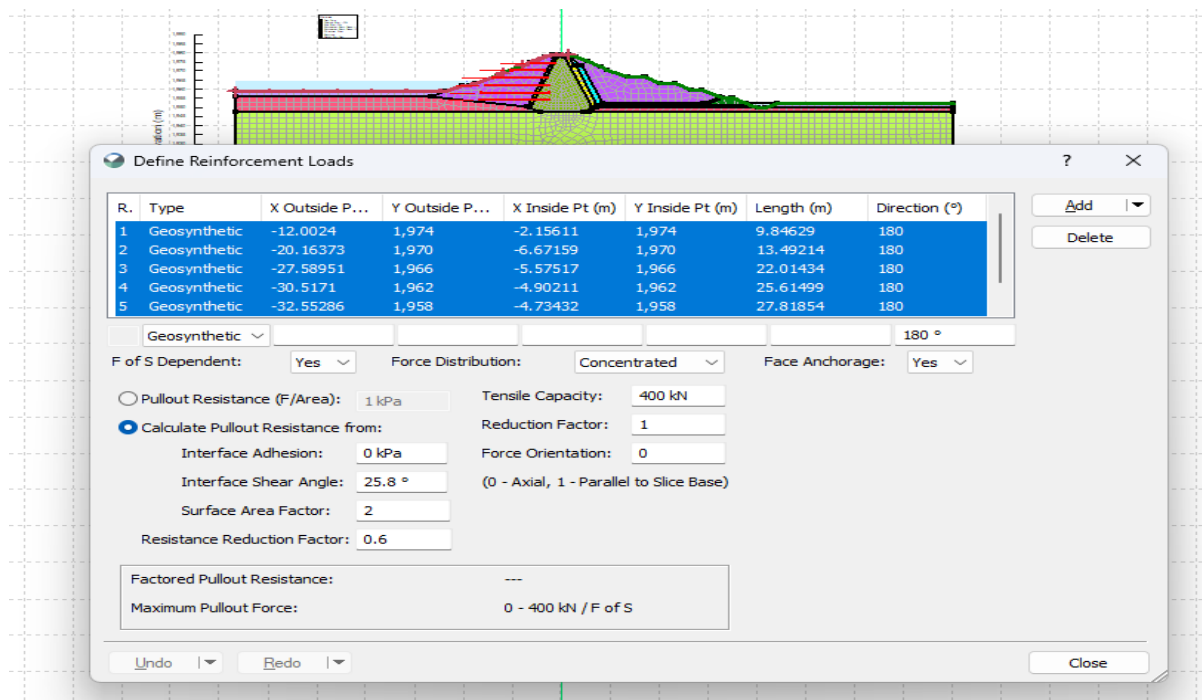 Define Reinforcement Loads
? ×
R. Type X Outside P... Y Outside P... X Inside Pt (m) Y Inside Pt (m) Length (m) Direction (°)
1 Geosynthetic -12.0024 1,974 -2.15611 1,974 9.84629 180
2 Geosynthetic -20.16373 1,970 -6.67159 1,970 13.49214 180
3 Geosynthetic -27.58951 1,966 -5.57517 1,966 22.01434 180
4 Geosynthetic -30.5171 1,962 -4.90211 1,962 25.61499 180
5 Geosynthetic -32.55286 1,958 -4.73432 1,958 27.81854 180
Add
Delete
Geosynthetic 180 °
F of S Dependent: Yes Force Distribution: Concentrated Face Anchorage: Yes
Pullout Resistance (F/Area): 1 kPa Tensile Capacity: 400 kN
Calculate Pullout Resistance from: Reduction Factor: 1
Interface Adhesion: 0 kPa Force Orientation: 0
Interface Shear Angle: 25.8 ° (0 - Axial, 1 - Parallel to Slice Base)
Surface Area Factor: 2
Resistance Reduction Factor: 0.6
Factored Pullout Resistance: ---
Maximum Pullout Force: 0 - 400 kN / F of S
Undo Redo Close